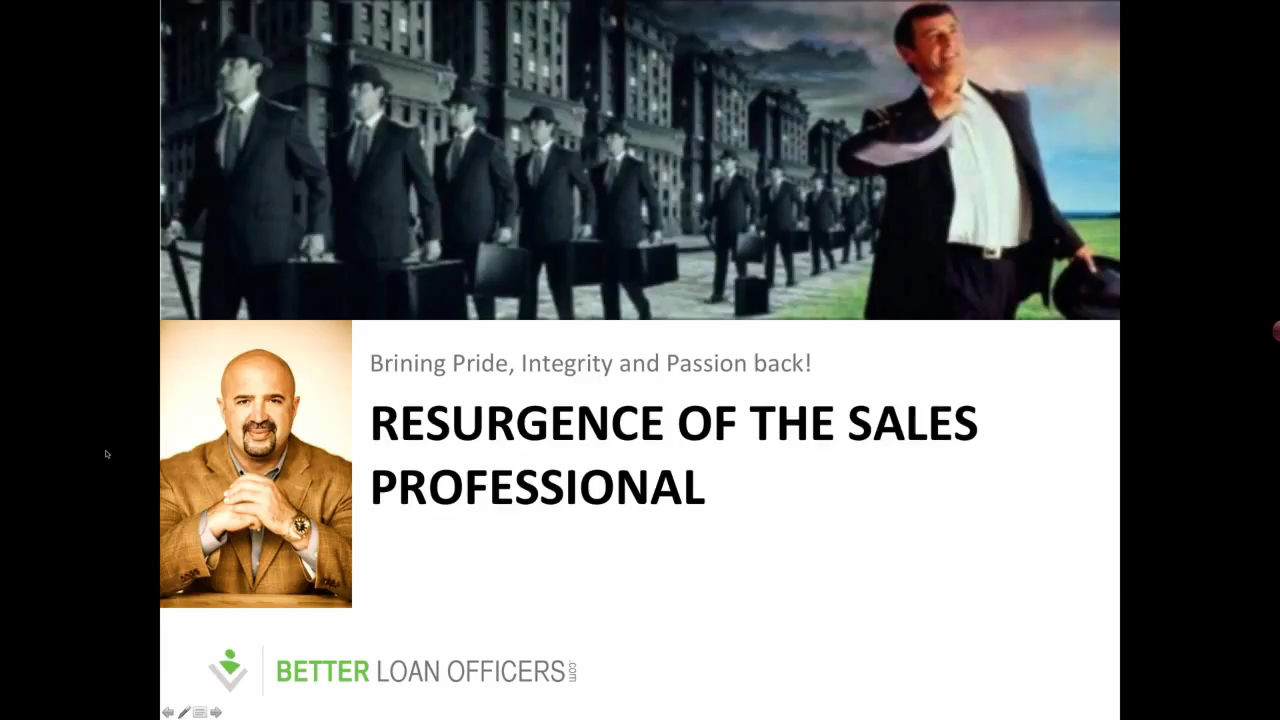 Brining Pride, Integrity and Passion back!
RESURGENCE OF THE SALES
PROFESSIONAL
BETTER LOAN OFFICERS.com